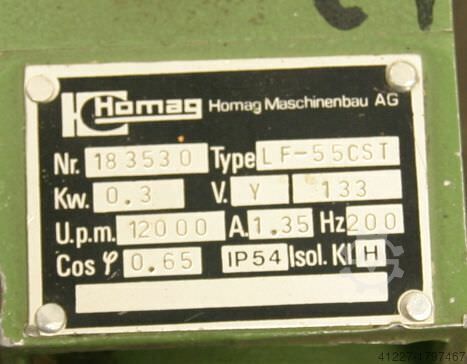 Homag Homag Maschinenbau AG
Nr. 183530 Type LF-55CST
Kw. 0.3 V. Y 133
U.p.m. 12000 A. 1.35 Hz 200
Cos φ 0.65 IP54 Isol. Kl H
41227-1797467